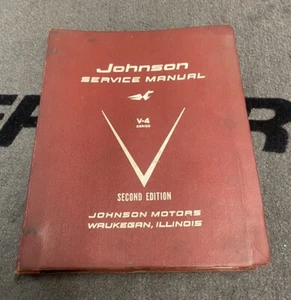 Johnson
SERVICE MANUAL
V-4
SERIES
SECOND EDITION
JOHNSON MOTORS
WAUKEGAN, ILLINOIS